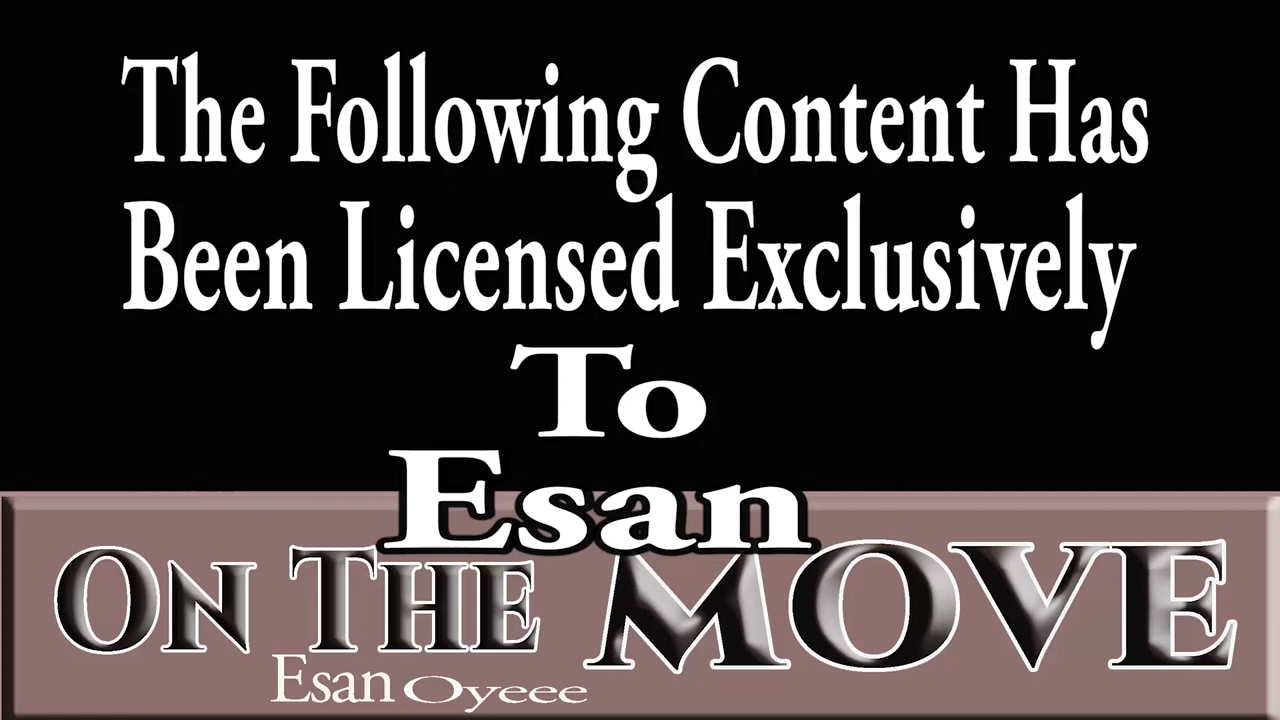 The Following Content Has
Been Licensed Exclusively
To
Esan
ON THE MOVE
Esan Oyeee